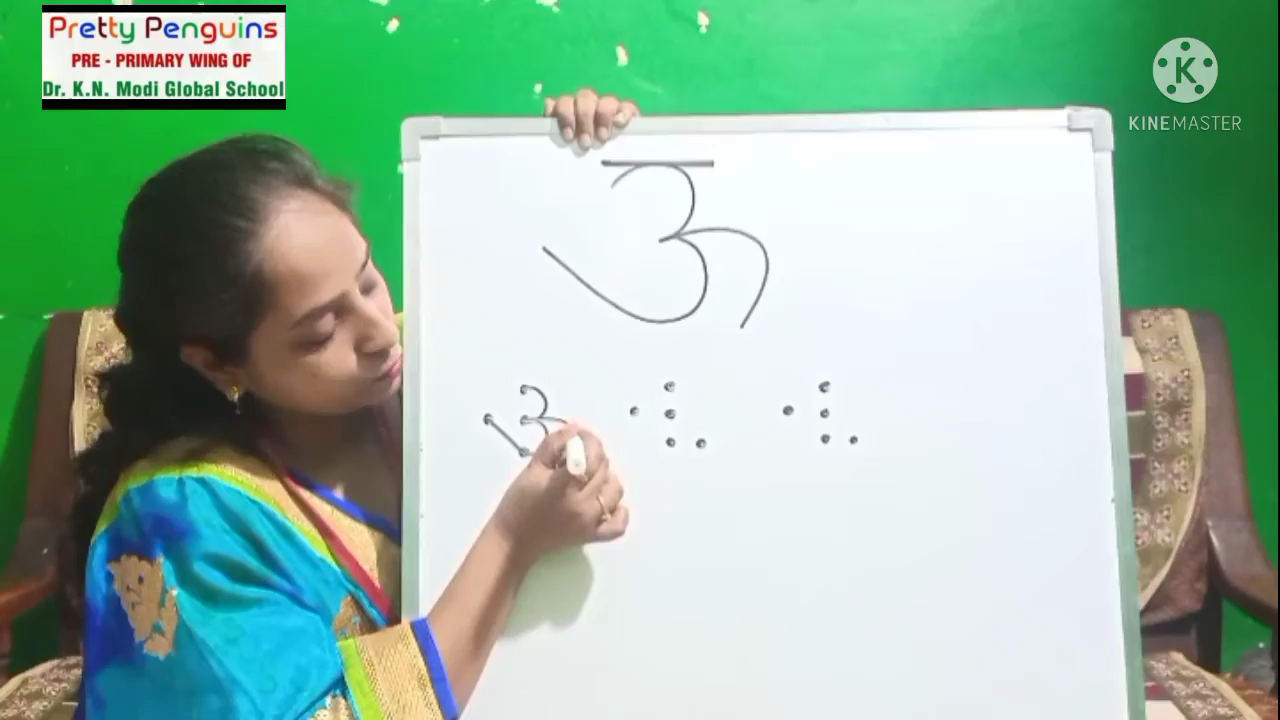 Pretty Penguins
PRE - PRIMARY WING OF
Dr. K.N. Modi Global School
K
KINEMASTER
ऊ